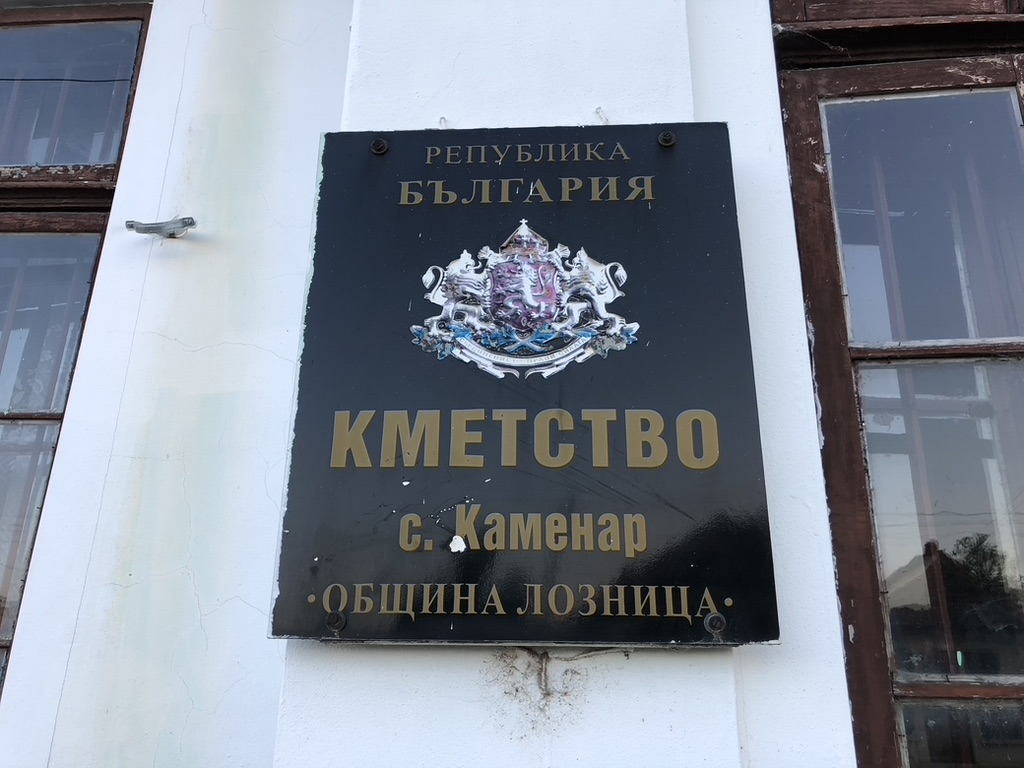 РЕПУБЛИКА
БЪЛГАРИЯ
КМЕТСТВО
с. Каменар
·ОБЩИНА ЛОЗНИЦА·